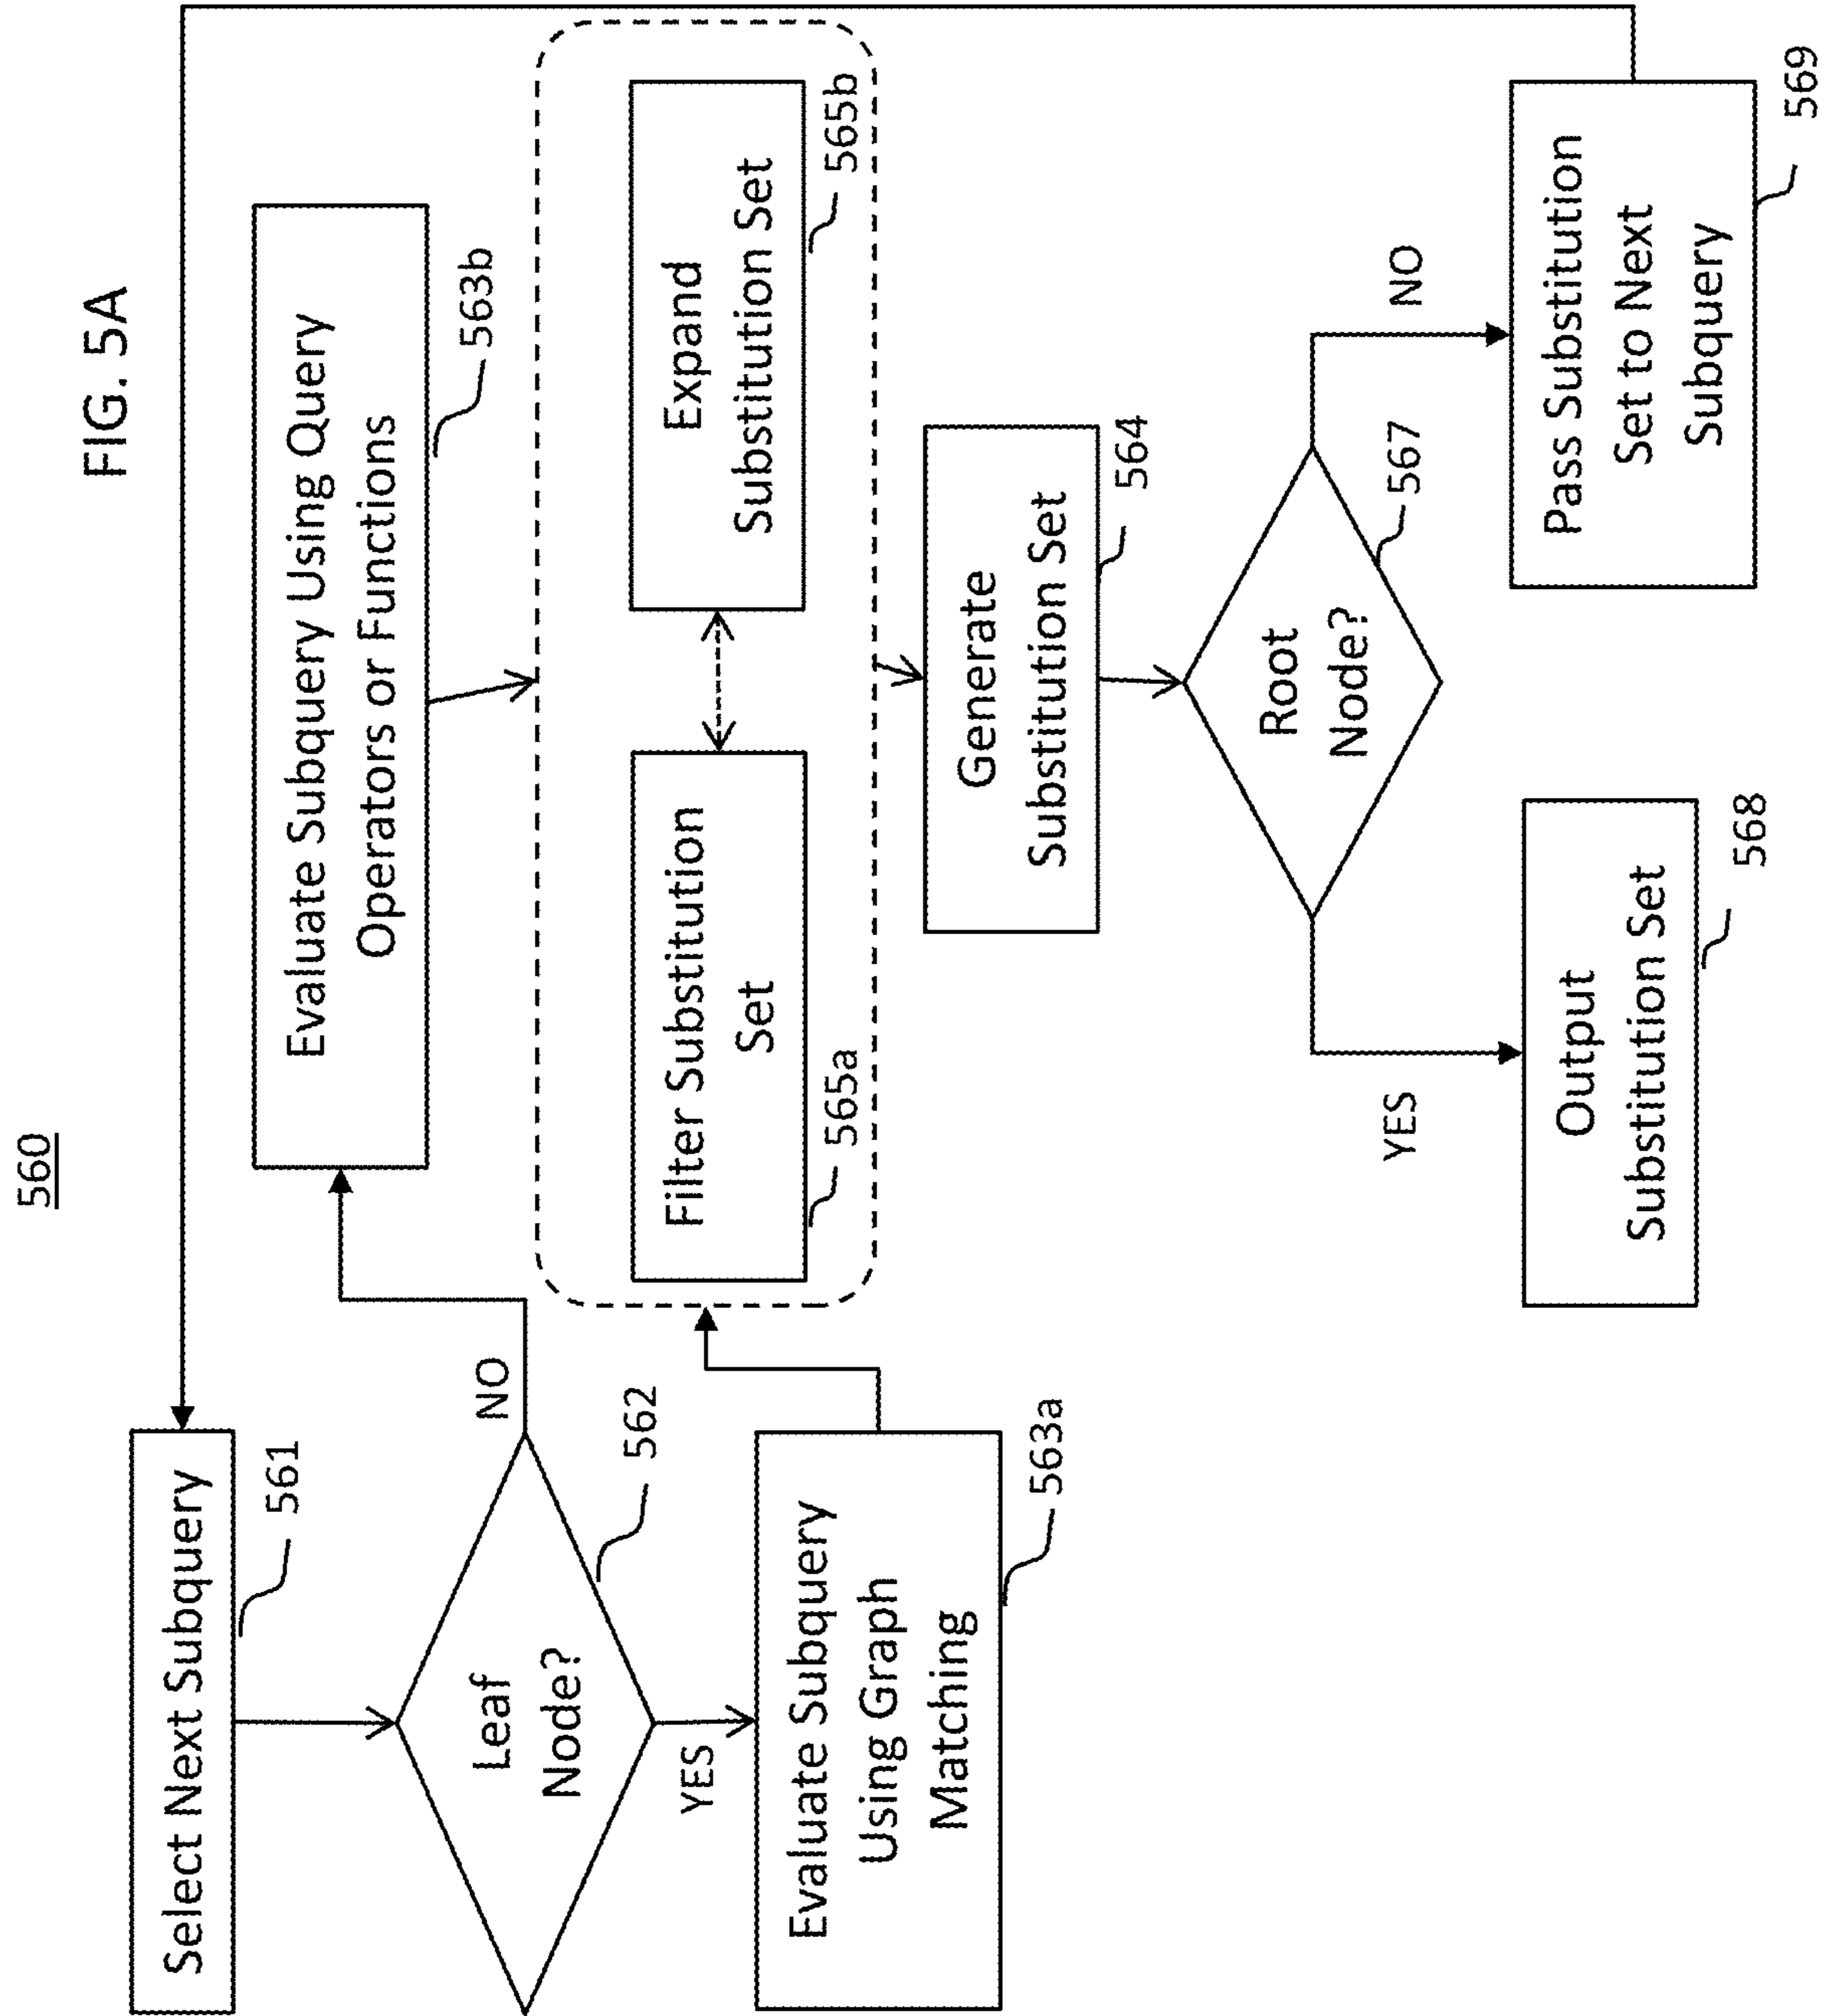 560
FIG. 5A
Select Next Subquery
561
Leaf
Node?
562
NO
YES
Evaluate Subquery
Using Graph
Matching
563a
Evaluate Subquery Using Query
Operators or Functions
563b
Filter Substitution
Set
565a
Expand
Substitution Set
565b
Generate
Substitution Set
564
Root
Node?
567
YES
NO
Output
Substitution Set
568
Pass Substitution
Set to Next
Subquery
569